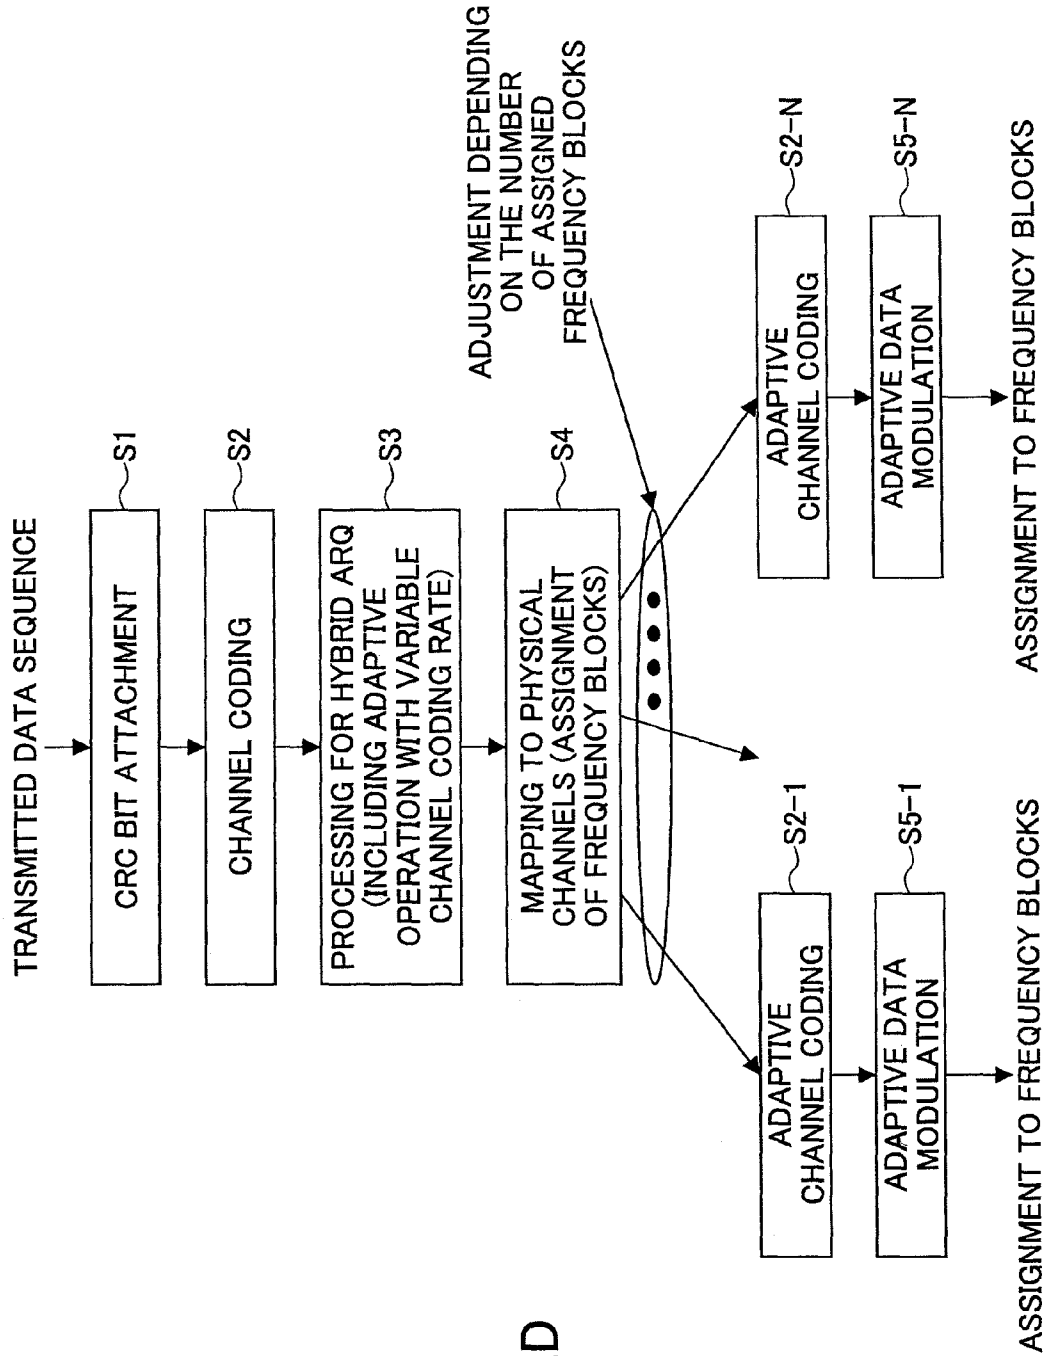 TRANSMITTED DATA SEQUENCE
CRC BIT ATTACHMENT
S1
CHANNEL CODING
S2
PROCESSING FOR HYBRID ARQ
(INCLUDING ADAPTIVE
OPERATION WITH VARIABLE
CHANNEL CODING RATE)
S3
MAPPING TO PHYSICAL
CHANNELS (ASSIGNMENT
OF FREQUENCY BLOCKS)
S4
ADJUSTMENT DEPENDING
ON THE NUMBER
OF ASSIGNED
FREQUENCY BLOCKS
ADAPTIVE
CHANNEL CODING
S2-1
ADAPTIVE DATA
MODULATION
S5-1
ASSIGNMENT TO FREQUENCY BLOCKS
ADAPTIVE
CHANNEL CODING
S2-N
ADAPTIVE DATA
MODULATION
S5-N
ASSIGNMENT TO FREQUENCY BLOCKS
D